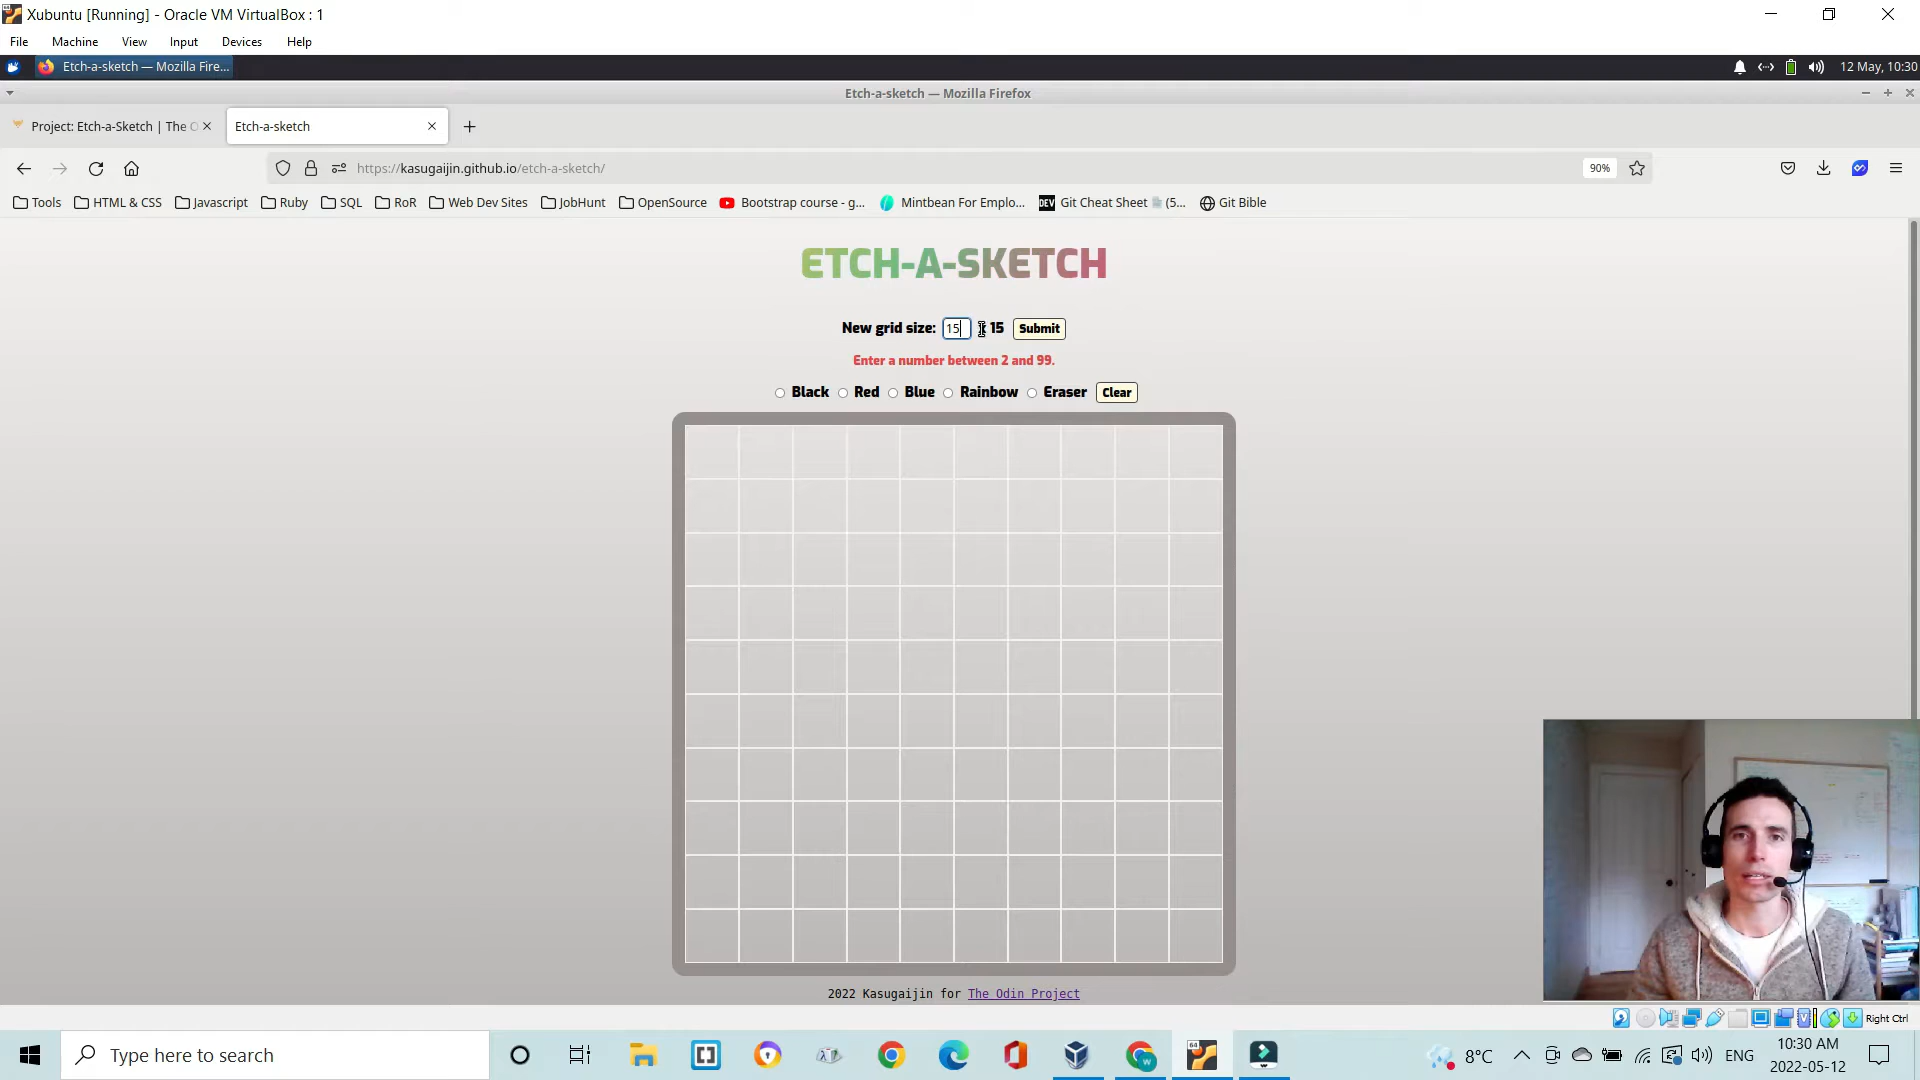 Xubuntu [Running] - Oracle VM VirtualBox : 1
File Machine View Input Devices Help
Etch-a-sketch — Mozilla Fire...
12 May, 10:30
Etch-a-sketch — Mozilla Firefox
Project: Etch-a-Sketch | The O
Etch-a-sketch
https://kasugaijin.github.io/etch-a-sketch/
90%
Tools HTML & CSS Javascript Ruby SQL RoR Web Dev Sites JobHunt OpenSource Bootstrap course - g... Mintbean For Emplo... DEV Git Cheat Sheet (5... Git Bible
ETCH-A-SKETCH
New grid size: 15 15 Submit
Enter a number between 2 and 99.
Black Red Blue Rainbow Eraser Clear
2022 Kasugaijin for The Odin Project
Right Ctrl
Type here to search
8°C
ENG
10:30 AM
2022-05-12